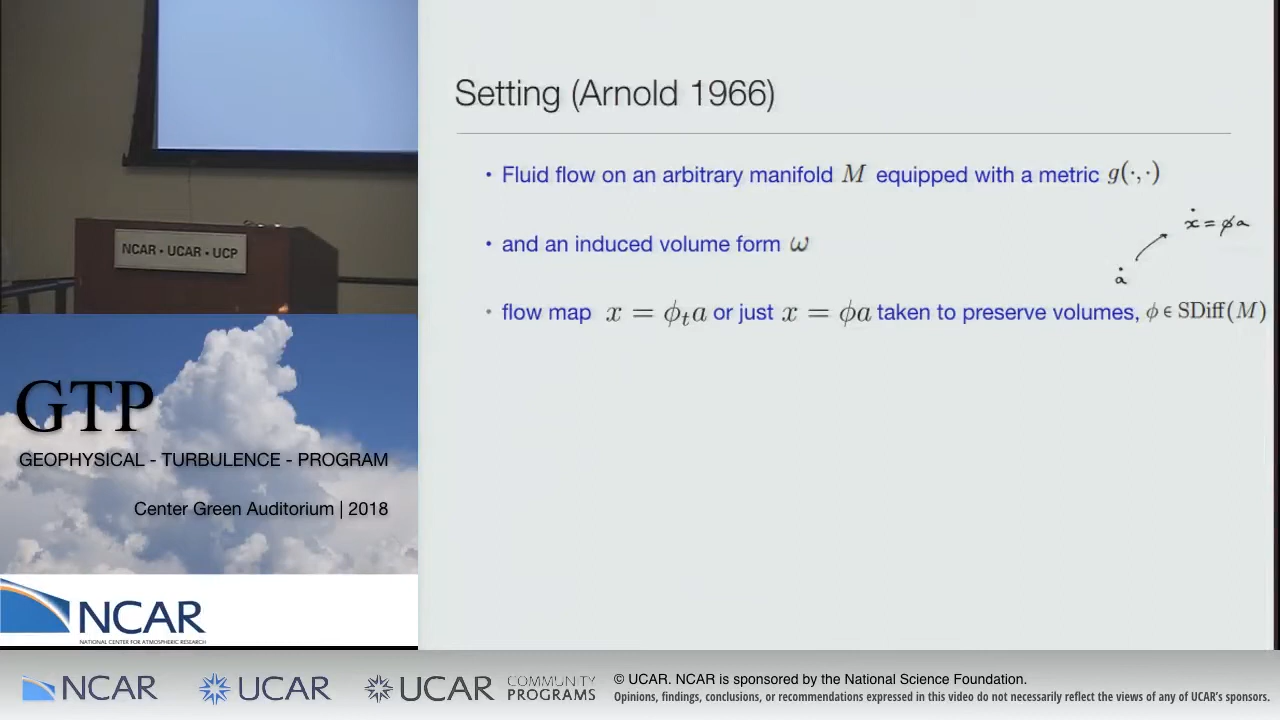 Setting (Arnold 1966)
• Fluid flow on an arbitrary manifold M equipped with a metric g(·,·)
• and an induced volume form ω
ẋ = ϕa
ȧ
• flow map x = ϕₜa or just x = ϕa taken to preserve volumes, ϕ ∈ SDiff(M)
NCAR • UCAR • UCP
GTP
GEOPHYSICAL - TURBULENCE - PROGRAM
Center Green Auditorium | 2018
NCAR
NATIONAL CENTER FOR ATMOSPHERIC RESEARCH
NCAR
UCAR
UCAR
COMMUNITY
PROGRAMS
© UCAR. NCAR is sponsored by the National Science Foundation.
Opinions, findings, conclusions, or recommendations expressed in this video do not necessarily reflect the views of any of UCAR's sponsors.